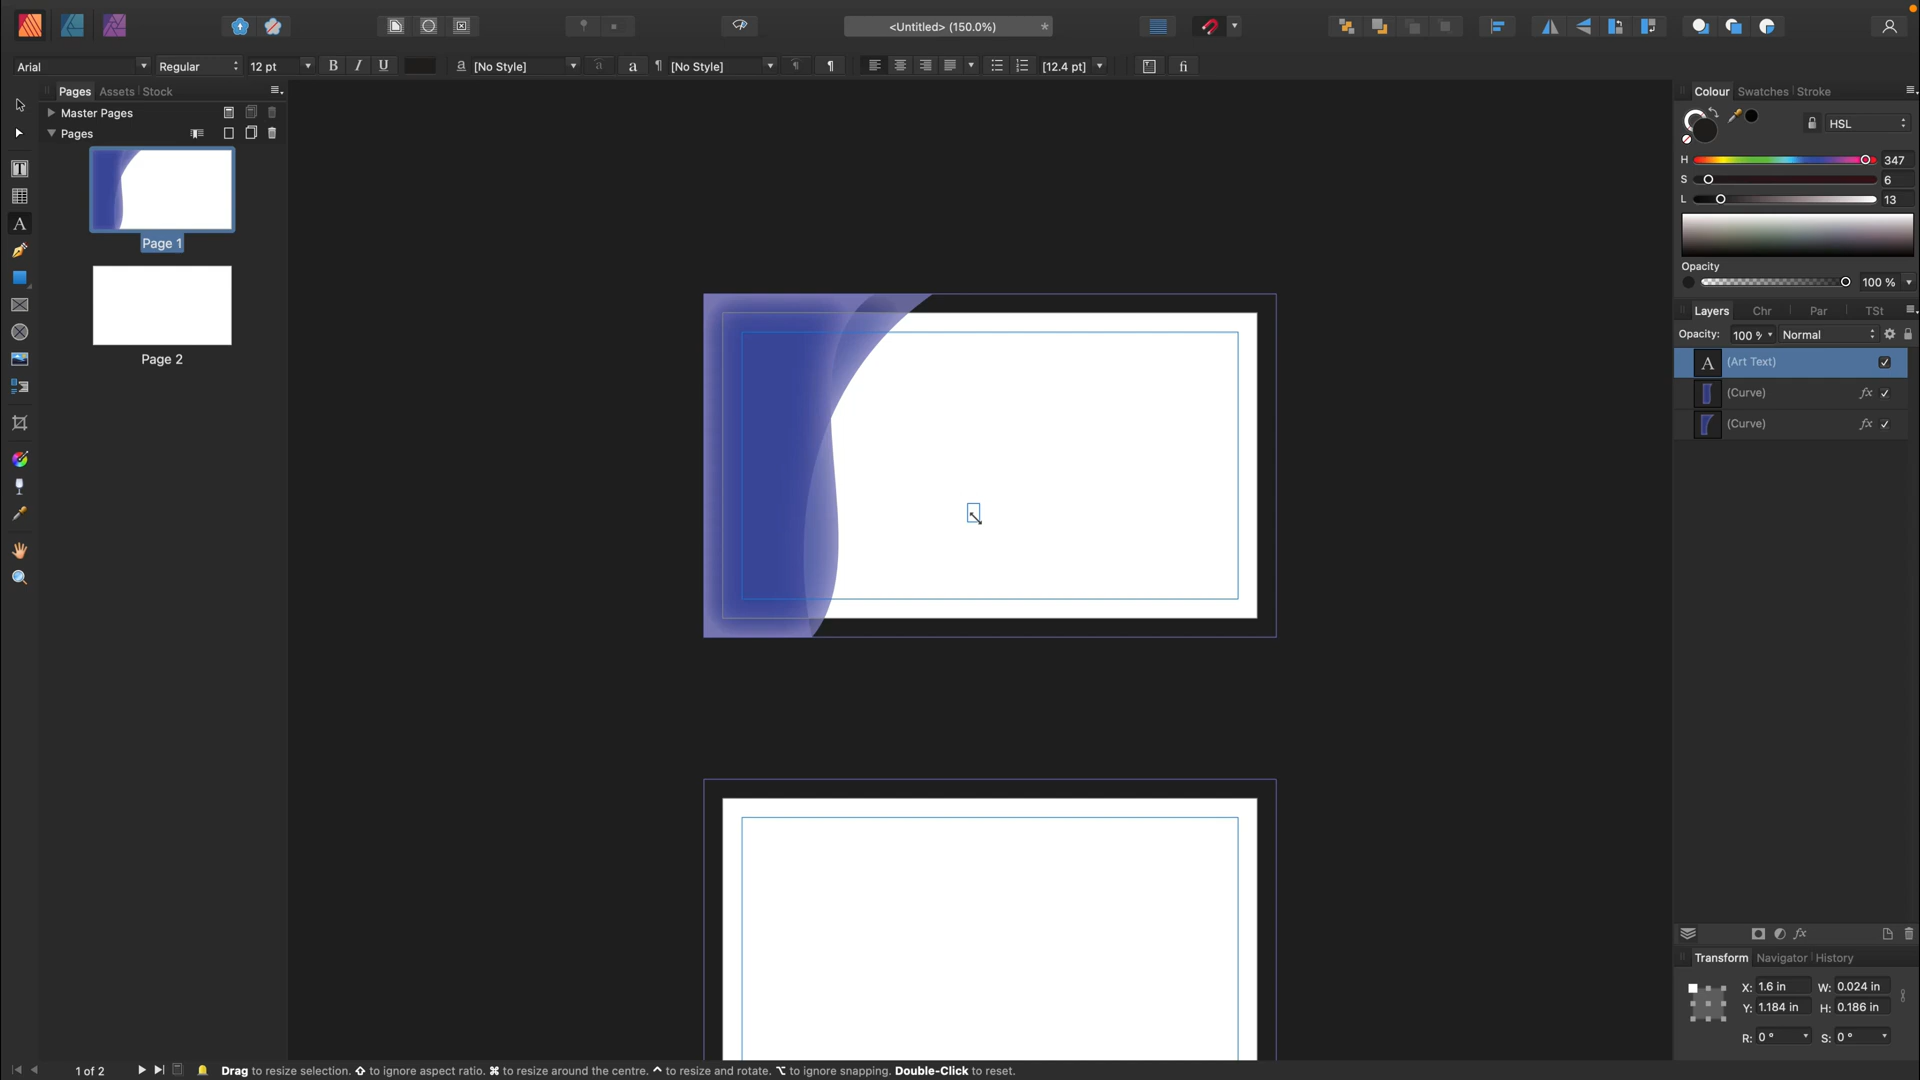 <Untitled> (150.0%)
*
Arial
Regular
12 pt
B I U
a [No Style]
a
a
¶ [No Style]
¶
[12.4 pt]
fi
Pages
Assets
Stock
Master Pages
Pages
Page 1
Page 2
A
Colour
Swatches
Stroke
HSL
H
347
S
6
L
13
Opacity
100 %
Layers
Chr
Par
TSt
Opacity:
100 %
Normal
A
(Art Text)
(Curve)
fx
(Curve)
fx
fx
Transform
Navigator
History
X: 1.6 in
W: 0.024 in
Y: 1.184 in
H: 0.186 in
R: 0 °
S: 0 °
1 of 2
Drag to resize selection. ⇧ to ignore aspect ratio. ⌘ to resize around the centre. ^ to resize and rotate. ⌥ to ignore snapping. Double-Click to reset.